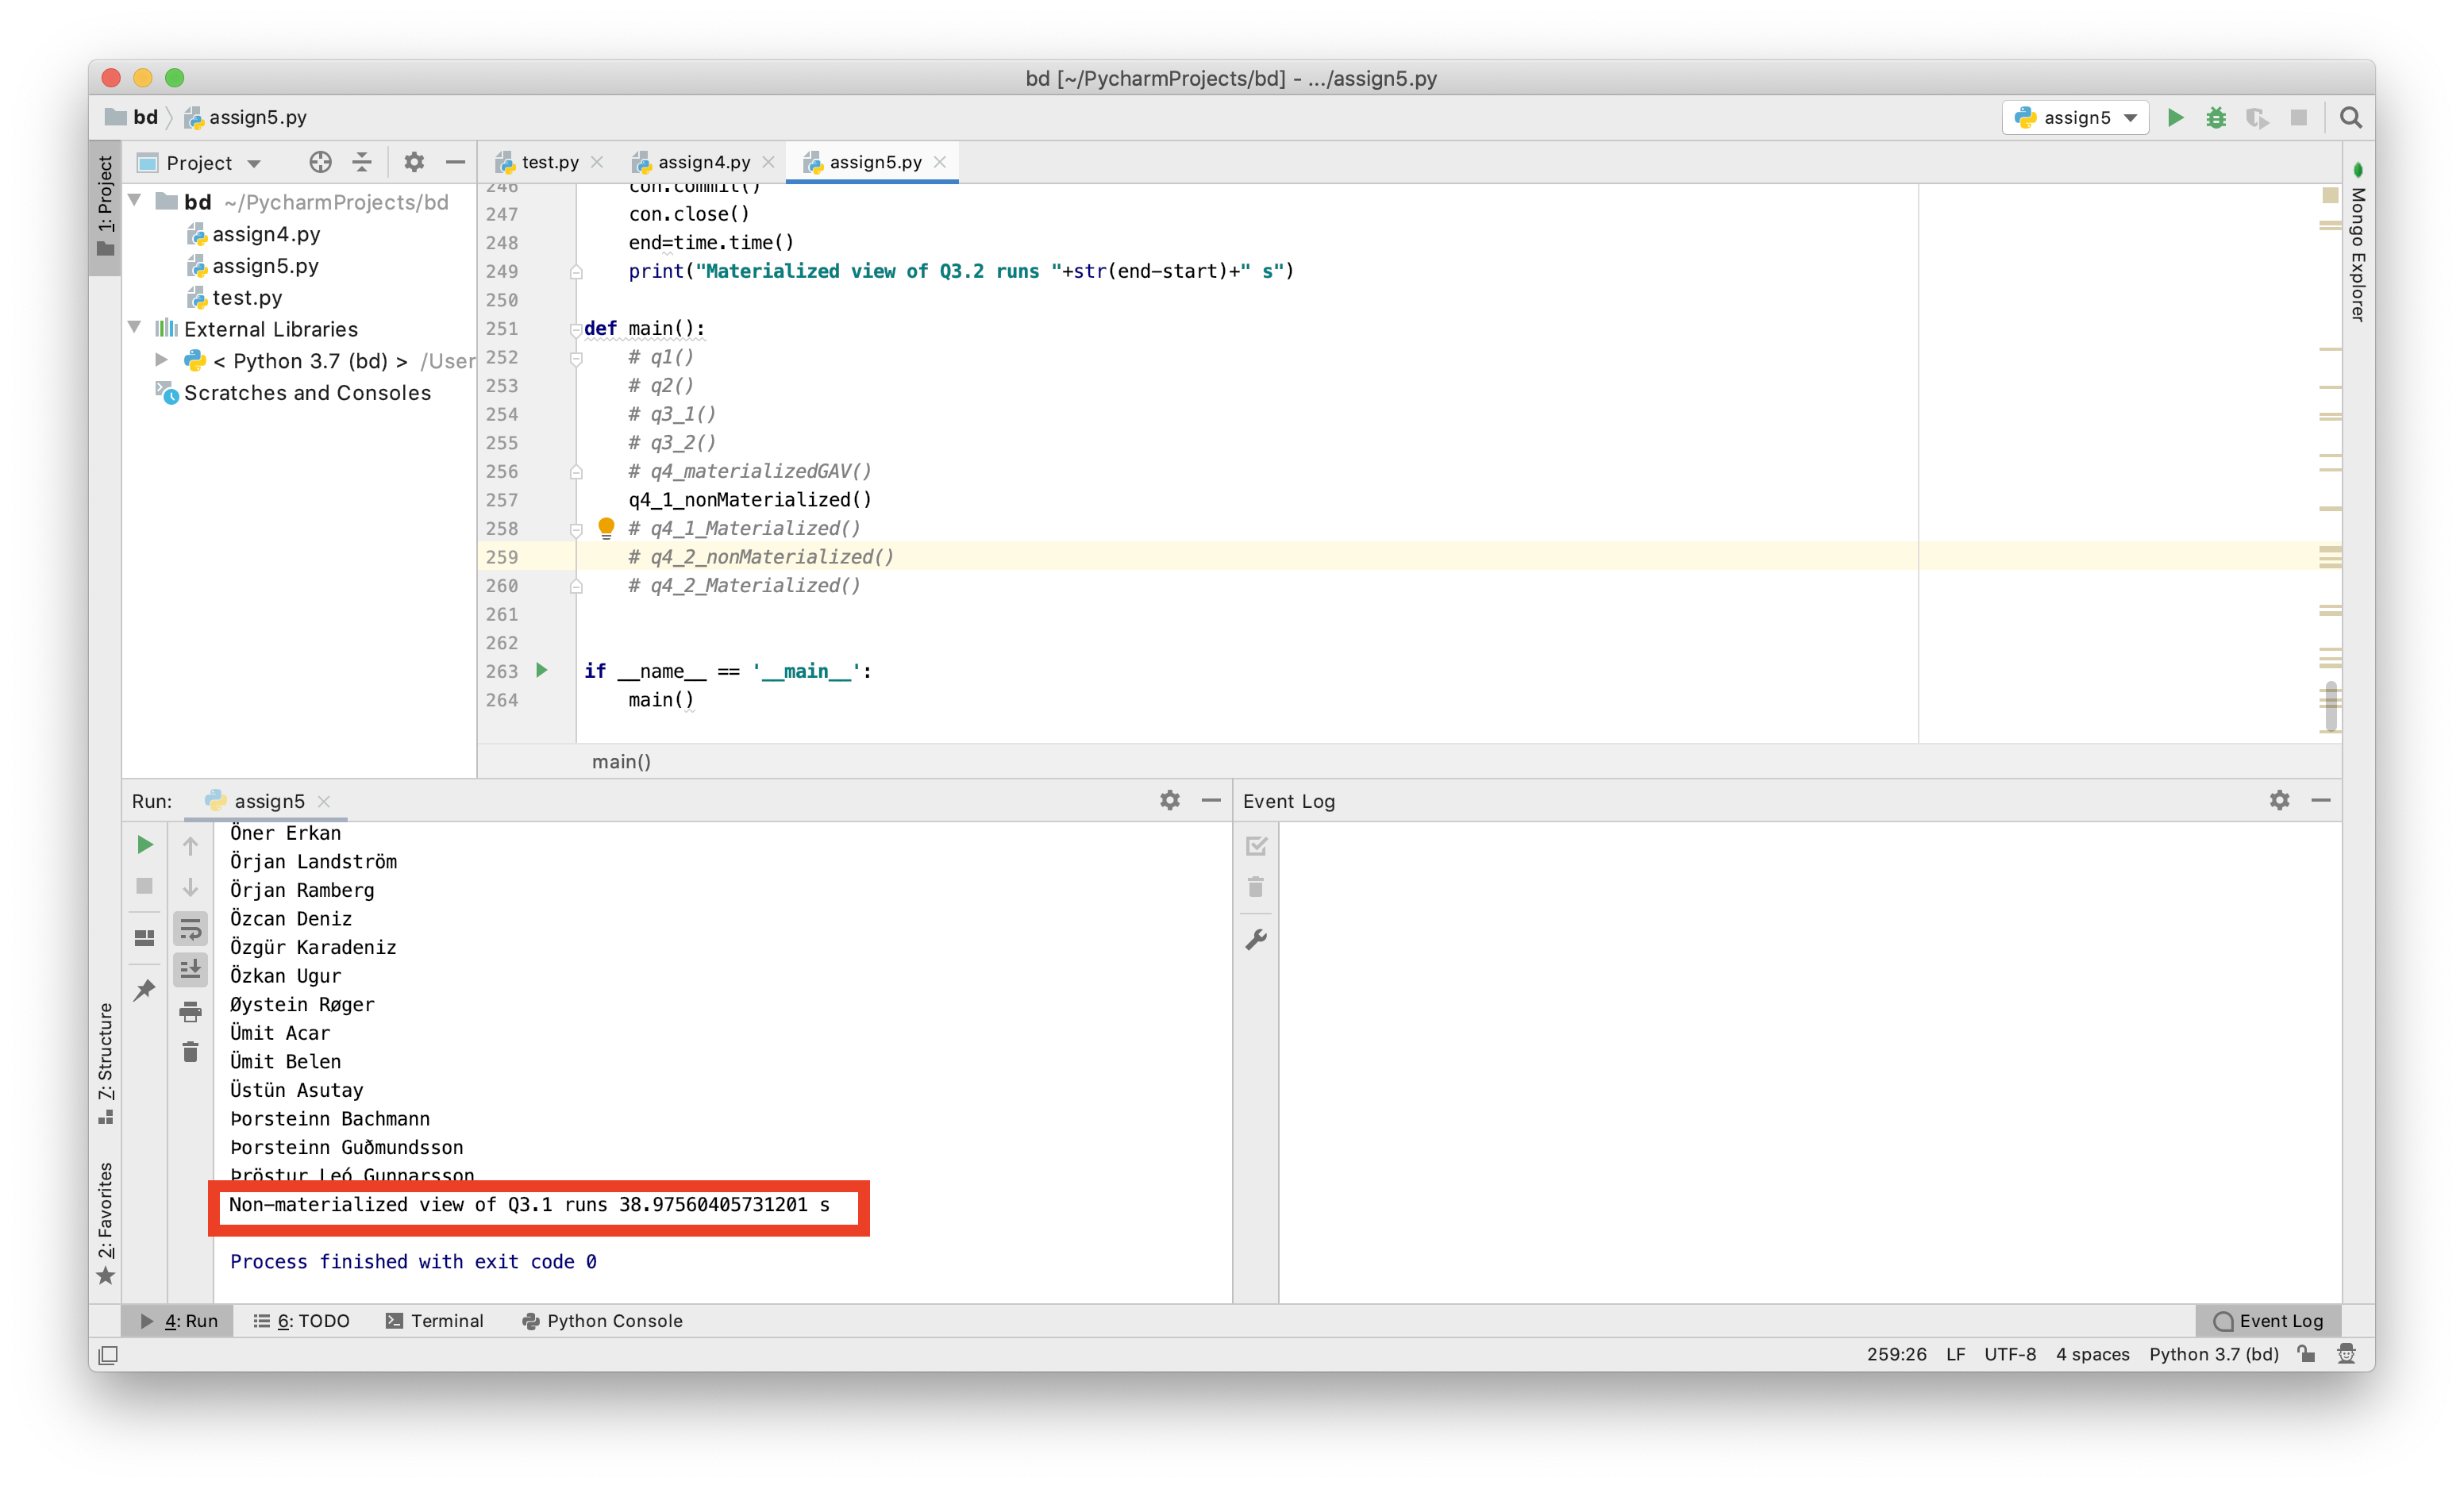 bd [~/PycharmProjects/bd] - .../assign5.py
bd
assign5.py
assign5
1: Project
Project
test.py
assign4.py
assign5.py
Mongo Explorer
bd ~/PycharmProjects/bd
assign4.py
assign5.py
test.py
External Libraries
< Python 3.7 (bd) > /User
Scratches and Consoles
246 con.commit()
247 con.close()
248 end=time.time()
249 print("Materialized view of Q3.2 runs "+str(end-start)+" s")
250
251 def main():
252 # q1()
253 # q2()
254 # q3_1()
255 # q3_2()
256 # q4_materializedGAV()
257 q4_1_nonMaterialized()
258 # q4_1_Materialized()
259 # q4_2_nonMaterialized()
260 # q4_2_Materialized()
261
262
263 if __name__ == '__main__':
264 main()
main()
Run:
assign5
Event Log
Öner Erkan
Örjan Landström
Örjan Ramberg
Özcan Deniz
Özgür Karadeniz
Özkan Ugur
Øystein Røger
Ümit Acar
Ümit Belen
Üstün Asutay
Þorsteinn Bachmann
Þorsteinn Guðmundsson
Þröstur Leó Gunnarsson
Non-materialized view of Q3.1 runs 38.97560405731201 s
Process finished with exit code 0
7: Structure
2: Favorites
4: Run
6: TODO
Terminal
Python Console
Event Log
259:26 LF UTF-8 4 spaces Python 3.7 (bd)